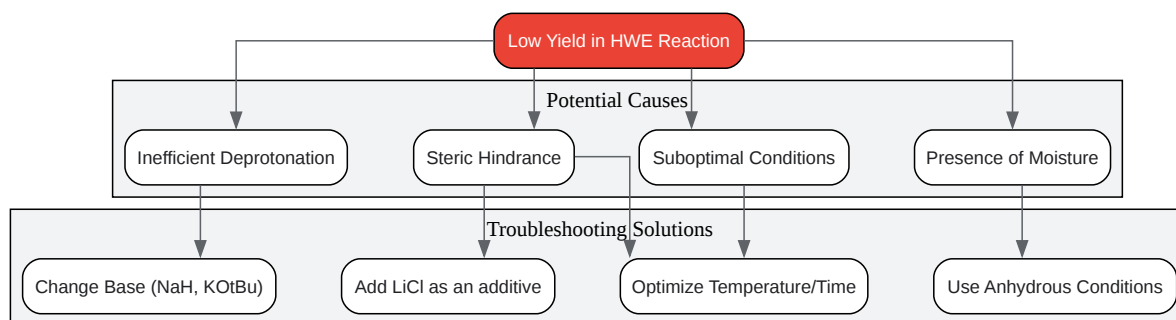 Low Yield in HWE Reaction
Potential Causes
Inefficient Deprotonation
Steric Hindrance
Suboptimal Conditions
Presence of Moisture
Troubleshooting Solutions
Change Base (NaH, KOtBu)
Add LiCl as an additive
Optimize Temperature/Time
Use Anhydrous Conditions